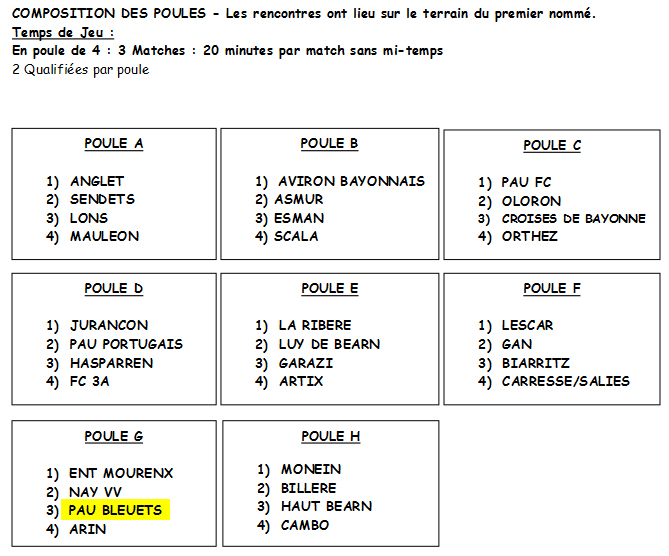 COMPOSITION DES POULES - Les rencontres ont lieu sur le terrain du premier nommé.
Temps de Jeu :
En poule de 4 : 3 Matches : 20 minutes par match sans mi-temps
2 Qualifiées par poule
POULE A
1) ANGLET
2) SENDETS
3) LONS
4) MAULEON
POULE B
1) AVIRON BAYONNAIS
2) ASMUR
3) ESMAN
4) SCALA
POULE C
1) PAU FC
2) OLORON
3) CROISES DE BAYONNE
4) ORTHEZ
POULE D
1) JURANCON
2) PAU PORTUGAIS
3) HASPARREN
4) FC 3A
POULE E
1) LA RIBERE
2) LUY DE BEARN
3) GARAZI
4) ARTIX
POULE F
1) LESCAR
2) GAN
3) BIARRITZ
4) CARRESSE/SALIES
POULE G
1) ENT MOURENX
2) NAY VV
3) PAU BLEUETS
4) ARIN
POULE H
1) MONEIN
2) BILLERE
3) HAUT BEARN
4) CAMBO